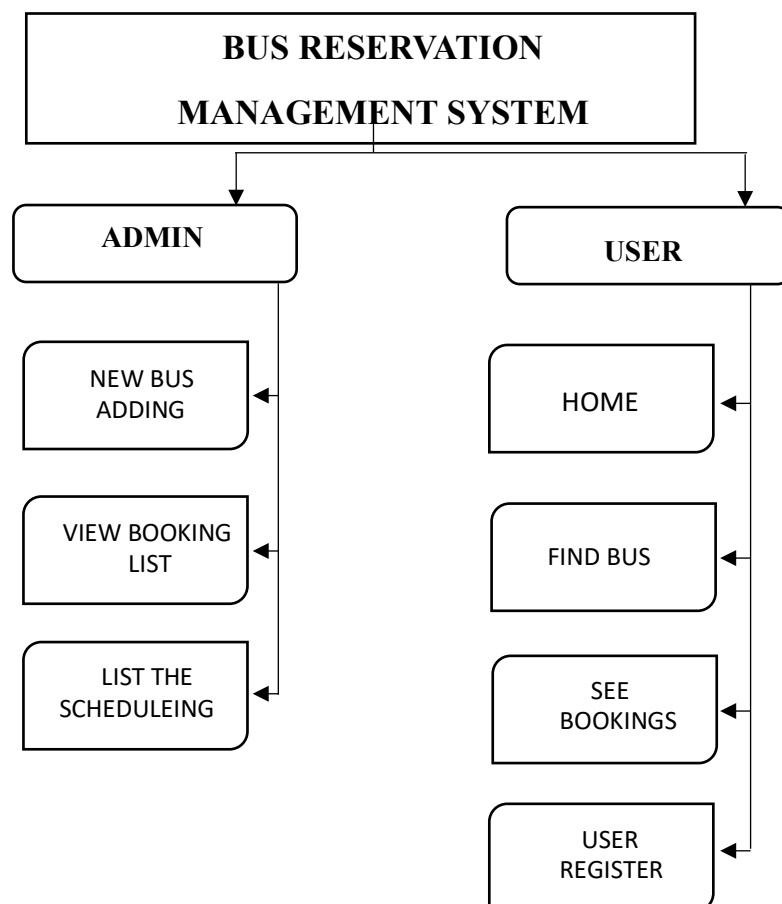 BUS RESERVATION
MANAGEMENT SYSTEM
ADMIN
NEW BUS
ADDING
VIEW BOOKING
LIST
LIST THE
SCHEDULEING
USER
HOME
FIND BUS
SEE
BOOKINGS
USER
REGISTER